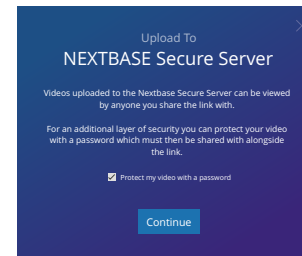 Upload To
NEXTBASE Secure Server
Videos uploaded to the Nextbase Secure Server can be viewed
by anyone you share the link with.
For an additional layer of security you can protect your video
with a password which must then be shared with alongside
the link.
Protect my video with a password
Continue